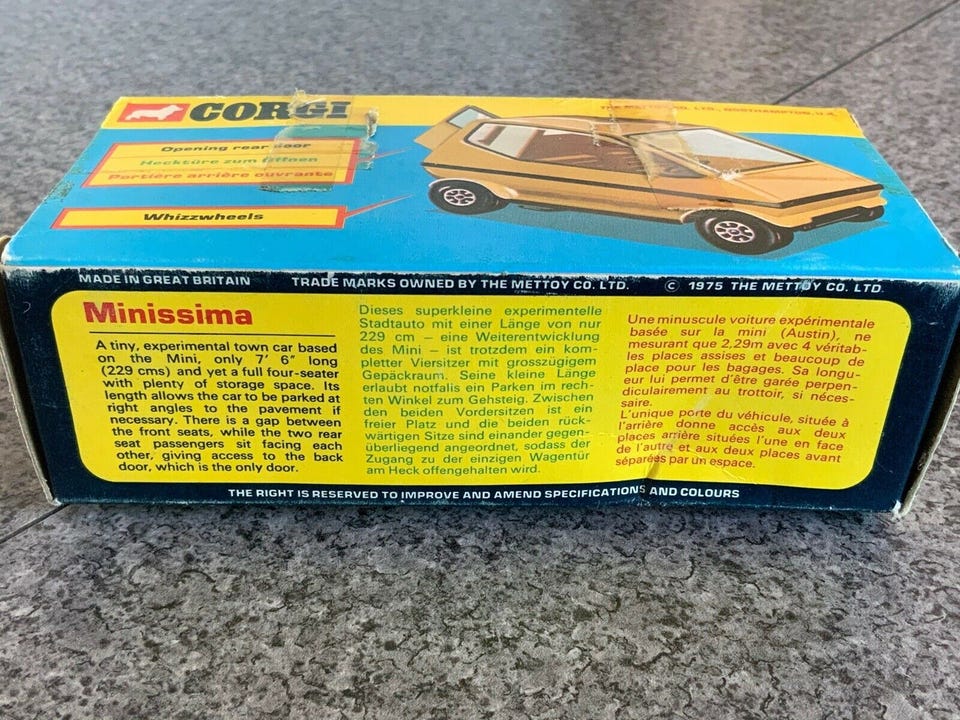 CORGI
THE METTOY CO. LTD., NORTHAMPTON, U.K.
Opening rear door
Hecktüre zum öffnen
Portière arrière ouvrante
Whizzwheels
MADE IN GREAT BRITAIN TRADE MARKS OWNED BY THE METTOY CO. LTD. © 1975 THE METTOY CO. LTD.
Minissima
A tiny, experimental town car based
on the Mini, only 7' 6" long
(229 cms) and yet a full four-seater
with plenty of storage space. Its
length allows the car to be parked at
right angles to the pavement if
necessary. There is a gap between
the front seats, while the two rear
seat passengers sit facing each
other, giving access to the back
door, which is the only door.
Dieses superkleine experimentelle
Stadtauto mit einer Länge von nur
229 cm – eine Weiterentwicklung
des Mini – ist trotzdem ein kom-
pletter Viersitzer mit grosszügigem
Gepäckraum. Seine kleine Länge
erlaubt notfalls ein Parken im rech-
ten Winkel zum Gehsteig. Zwischen
den beiden Vordersitzen ist ein
freier Platz und die beiden rück-
wärtigen Sitze sind einander gegen-
überliegend angeordnet, sodass der
Zugang zu der einzigen Wagentür
am Heck offengehalten wird.
Une minuscule voiture expérimentale
basée sur la mini (Austin), ne
mesurant que 2,29m avec 4 véritab-
les places assises et beaucoup de
place pour les bagages. Sa longu-
eur lui permet d'être garée perpen-
diculairement au trottoir, si néces-
saire.
L'unique porte du véhicule, située à
l'arrière donne accès aux deux
places arrière situées l'une en face
de l'autre et aux deux places avant
séparées par un espace.
THE RIGHT IS RESERVED TO IMPROVE AND AMEND SPECIFICATIONS AND COLOURS